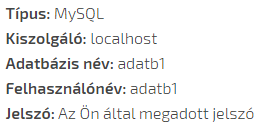 Típus: MySQL
Kiszolgáló: localhost
Adatbázis név: adatb1
Felhasználónév: adatb1
Jelszó: Az Ön által megadott jelszó